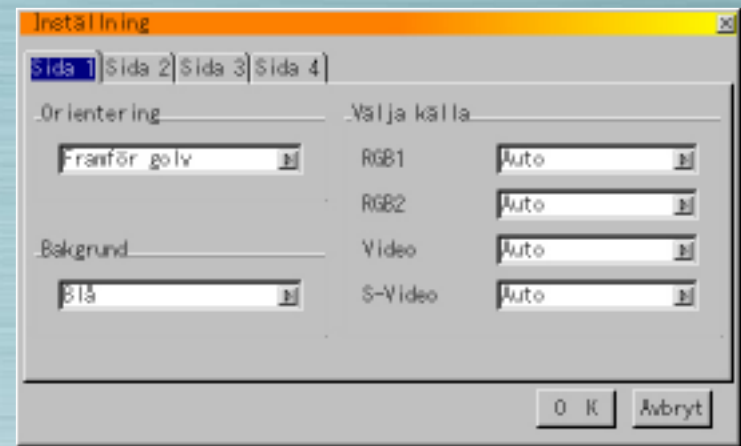 Inställning
Sida 1 Sida 2 Sida 3 Sida 4
Orientering
Framför golv
Bakgrund
Blå
Välja källa
RGB1 Auto
RGB2 Auto
Video Auto
S-Video Auto
O K Avbryt